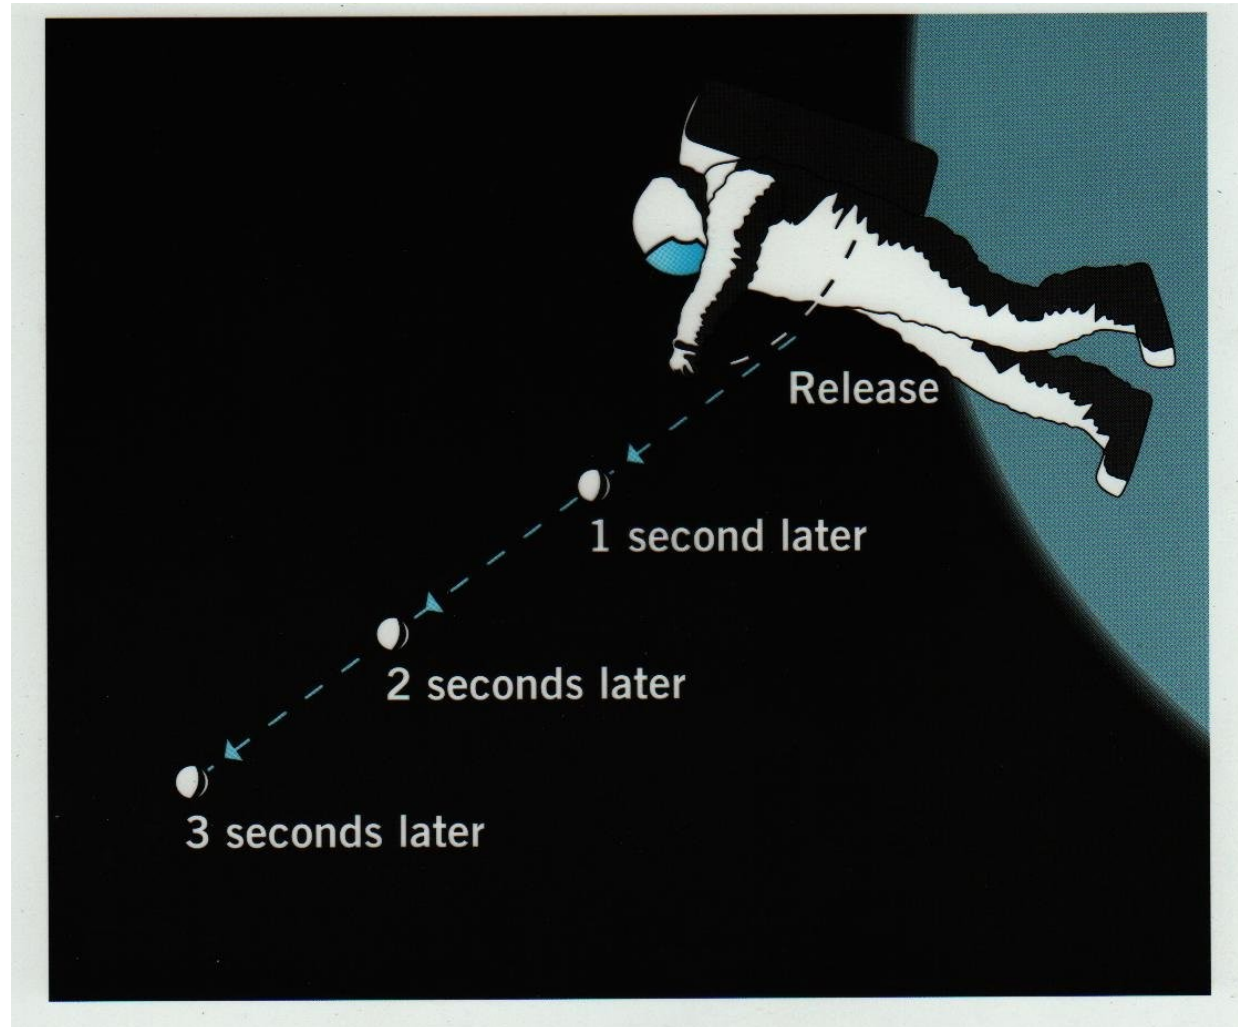 Release
1 second later
2 seconds later
3 seconds later